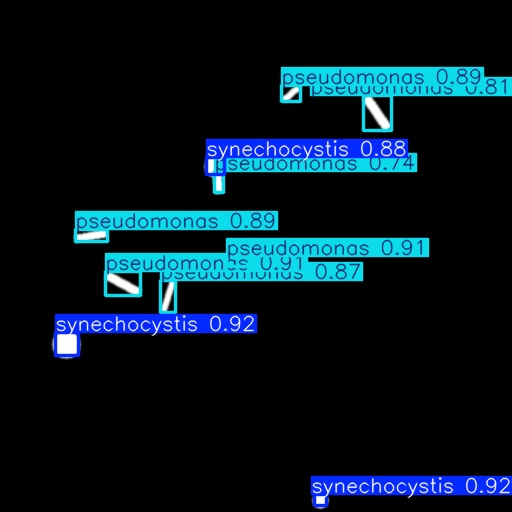 pseudomonas 0.89
pseudomonas 0.81
synechocystis 0.88
pseudomonas 0.74
pseudomonas 0.89
pseudomonas 0.91
pseudomonas 0.91
pseudomonas 0.87
synechocystis 0.92
synechocystis 0.92